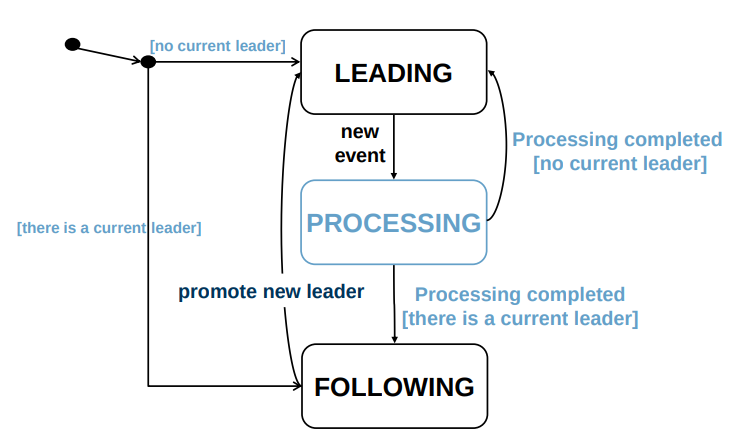 [no current leader]
LEADING
new
event
Processing completed
[no current leader]
PROCESSING
[there is a current leader]
promote new leader
Processing completed
[there is a current leader]
FOLLOWING